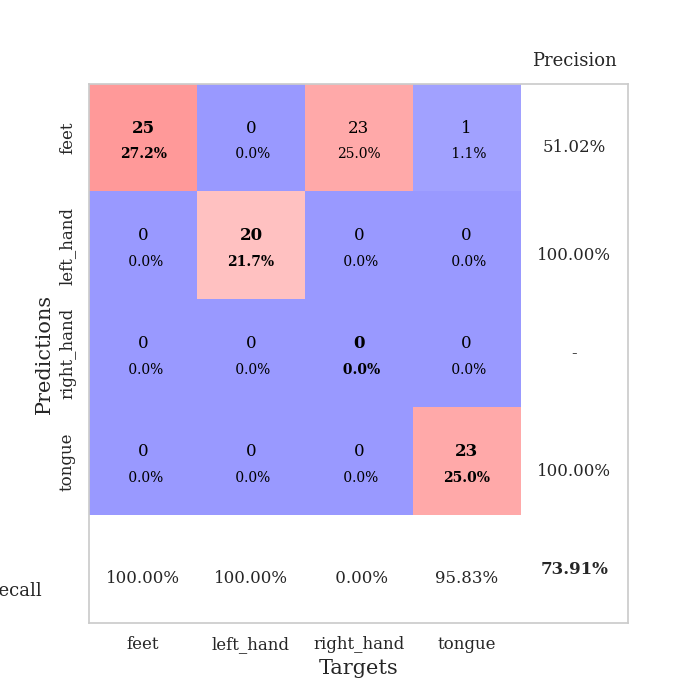 Precision
feet
25 0 23 1
27.2% 0.0% 25.0% 1.1%
51.02%
left_hand
0 20 0 0
0.0% 21.7% 0.0% 0.0%
100.00%
Predictions
right_hand
0 0 0 0
0.0% 0.0% 0.0% 0.0%
-
tongue
0 0 0 23
0.0% 0.0% 0.0% 25.0%
100.00%
ecall
100.00% 100.00% 0.00% 95.83% 73.91%
feet left_hand right_hand tongue
Targets